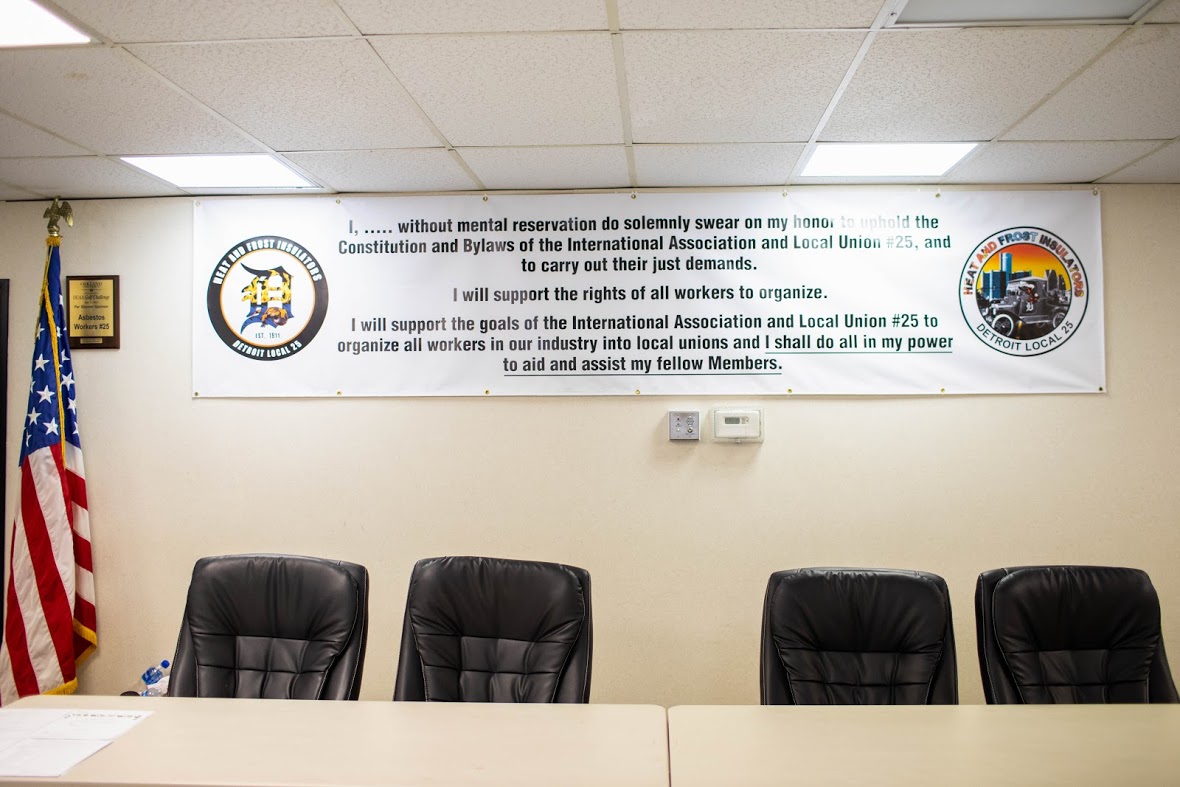 I, ..... without mental reservation do solemnly swear on my honor to uphold the
Constitution and Bylaws of the International Association and Local Union #25, and
to carry out their just demands.
I will support the rights of all workers to organize.
I will support the goals of the International Association and Local Union #25 to
organize all workers in our industry into local unions and I shall do all in my power
to aid and assist my fellow Members.
HEAT AND FROST INSULATORS
D
EST. 1911
DETROIT LOCAL 25
HEAT AND FROST INSULATORS
DETROIT LOCAL 25
Asbestos
Workers #25